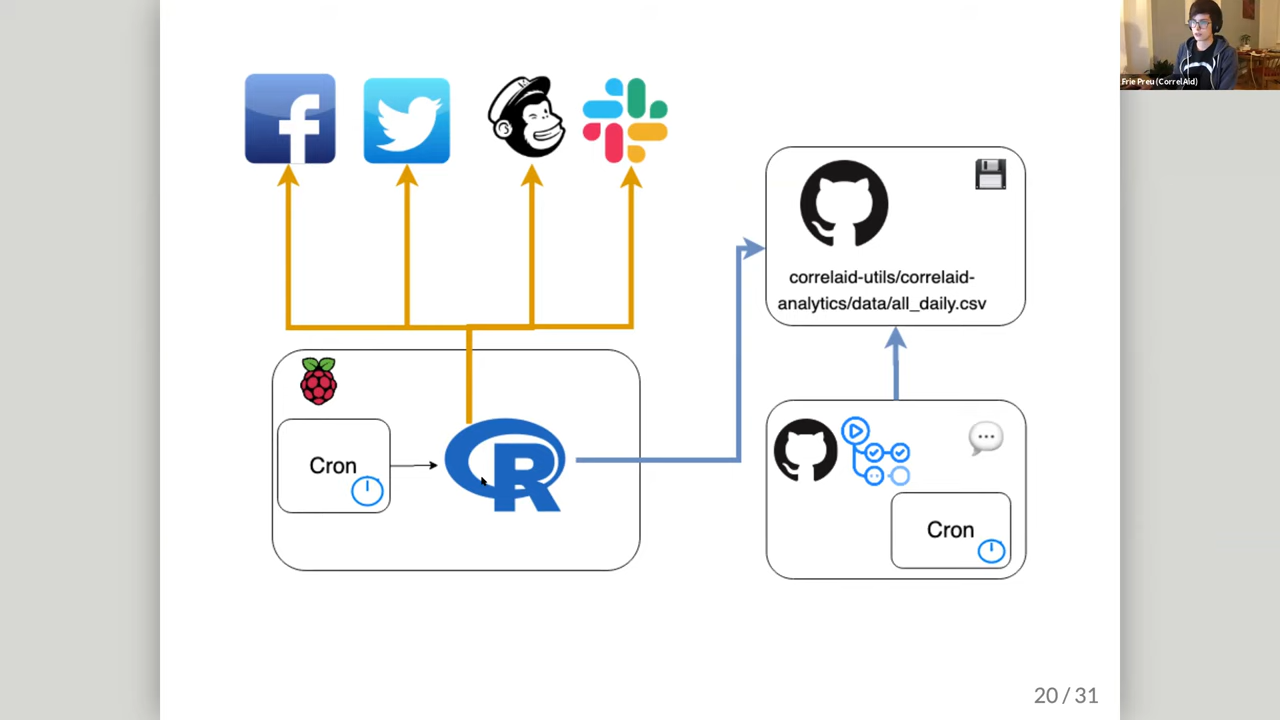 Frie Preu (CorrelAid)
correlaid-utils/correlaid-
analytics/data/all_daily.csv
Cron
R
Cron
20 / 31